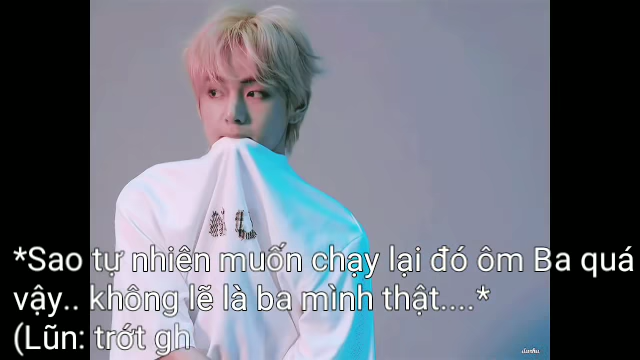 *Sao tự nhiên muốn chạy lại đó ôm Ba quá
vậy.. không lẽ là ba mình thật....*
(Lũn: trớt gh